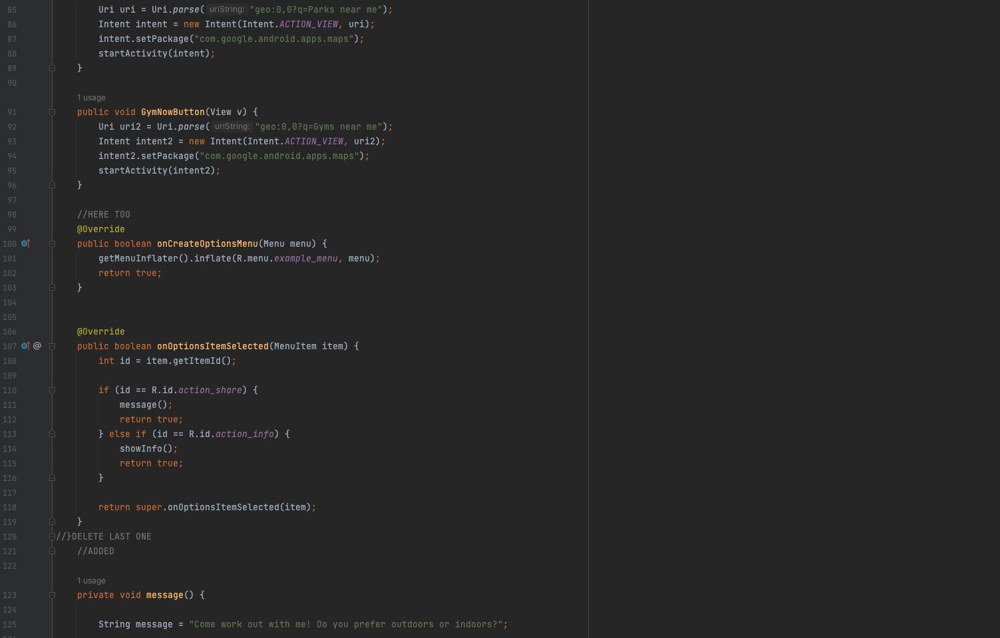 85 Uri uri = Uri.parse( uriString: "geo:0,0?q=Parks near me");
86 Intent intent = new Intent(Intent.ACTION_VIEW, uri);
87 intent.setPackage("com.google.android.apps.maps");
88 startActivity(intent);
89 }
90
1 usage
91 public void GymNowButton(View v) {
92 Uri uri2 = Uri.parse( uriString: "geo:0,0?q=Gyms near me");
93 Intent intent2 = new Intent(Intent.ACTION_VIEW, uri2);
94 intent2.setPackage("com.google.android.apps.maps");
95 startActivity(intent2);
96 }
97
98 //HERE TOO
99 @Override
100 public boolean onCreateOptionsMenu(Menu menu) {
101 getMenuInflater().inflate(R.menu.example_menu, menu);
102 return true;
103 }
104
105
106 @Override
107 @ public boolean onOptionsItemSelected(MenuItem item) {
108 int id = item.getItemId();
109
110 if (id == R.id.action_share) {
111 message();
112 return true;
113 } else if (id == R.id.action_info) {
114 showInfo();
115 return true;
116 }
117
118 return super.onOptionsItemSelected(item);
119 }
120 //}DELETE LAST ONE
121 //ADDED
122
1 usage
123 private void message() {
124
125 String message = "Come work out with me! Do you prefer outdoors or indoors?";